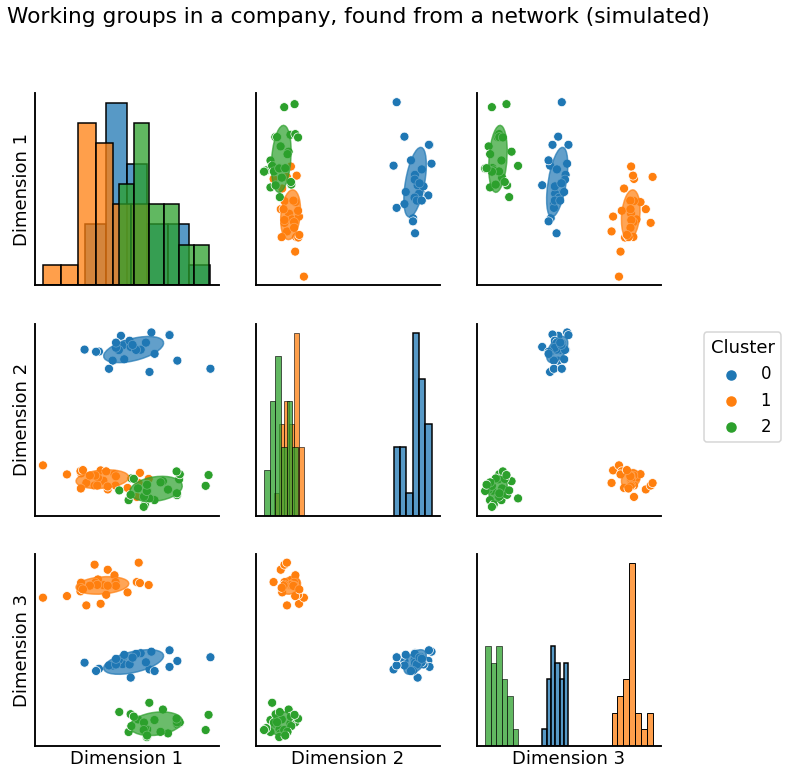 Working groups in a company, found from a network (simulated)
Dimension 1
Dimension 2
Cluster
0
1
2
Dimension 3
Dimension 1
Dimension 2
Dimension 3